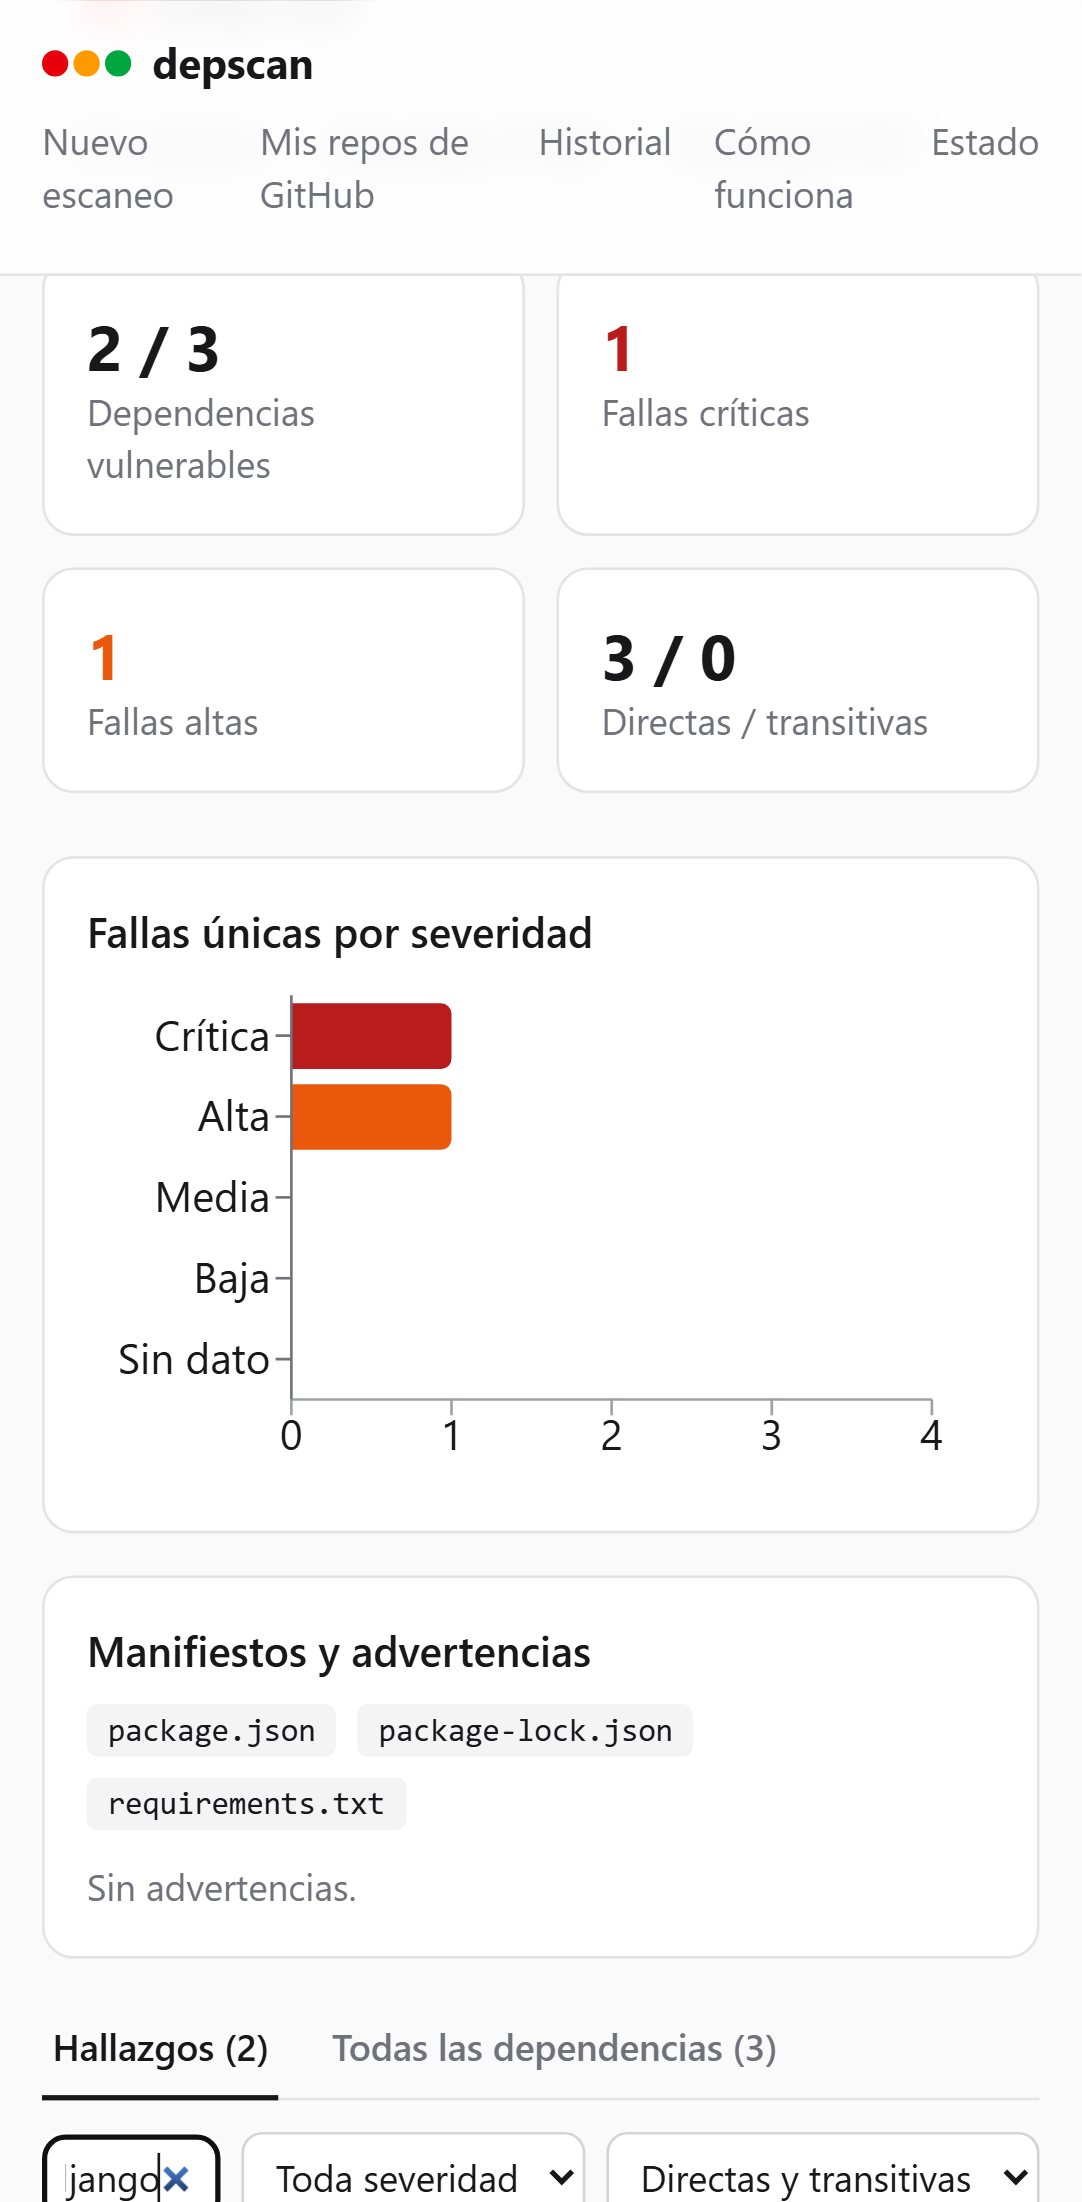 depscan
Nuevo escaneo
Mis repos de GitHub
Historial
Cómo funciona
Estado
2 / 3
Dependencias vulnerables
1
Fallas críticas
1
Fallas altas
3 / 0
Directas / transitivas
Fallas únicas por severidad
Crítica
Alta
Media
Baja
Sin dato
0 1 2 3 4
Manifiestos y advertencias
package.json package-lock.json
requirements.txt
Sin advertencias.
Hallazgos (2) Todas las dependencias (3)
jango Toda severidad Directas y transitivas